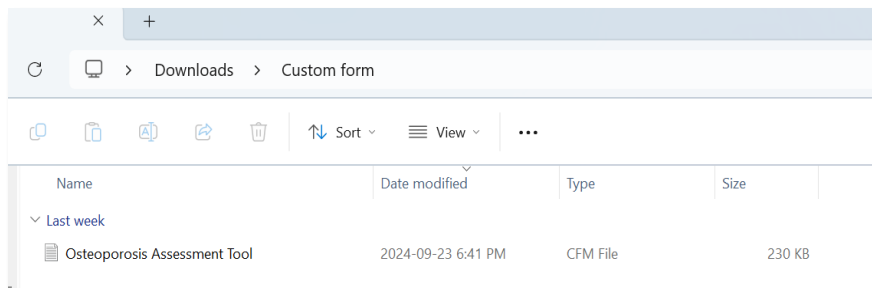 Downloads > Custom form
Sort View
Name Date modified Type Size
Last week
Osteoporosis Assessment Tool 2024-09-23 6:41 PM CFM File 230 KB